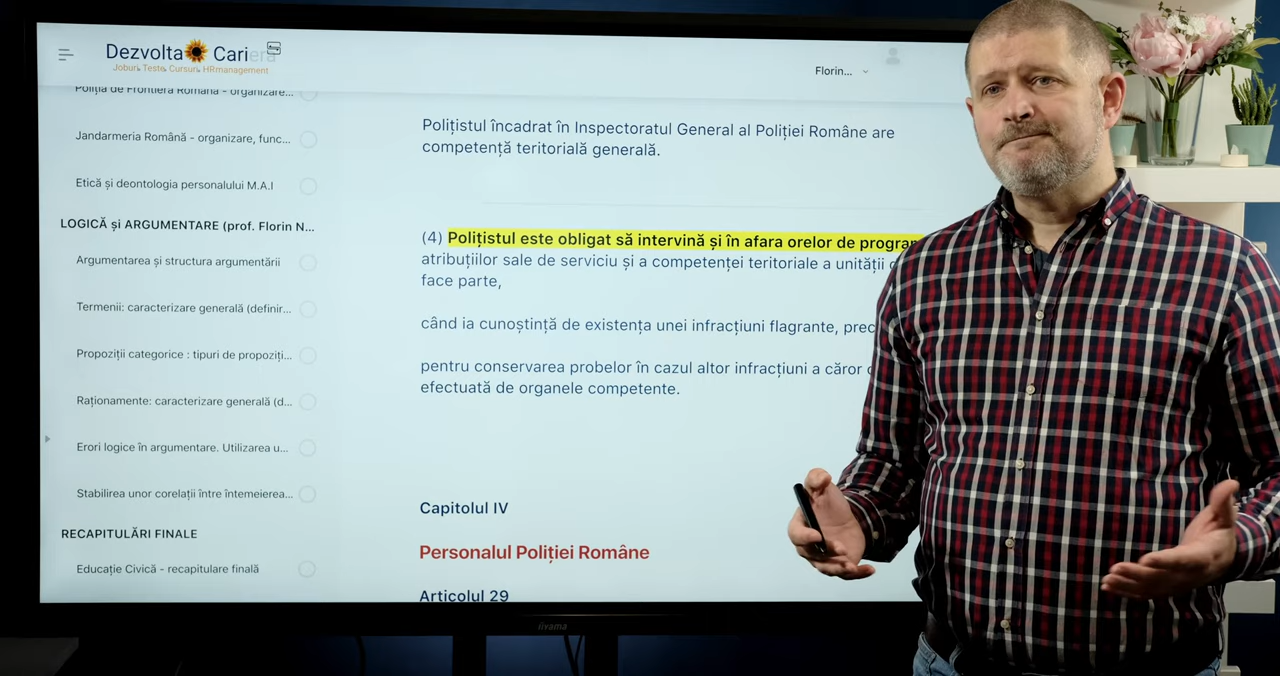 Dezvolta Cariera
Joburi, Teste, Cursuri, HRmanagement
Florin...
Poliția de Frontieră Română - organizare...
Jandarmeria Română - organizare, func...
Etică și deontologia personalului M.A.I
LOGICĂ și ARGUMENTARE (prof. Florin N...
Argumentarea și structura argumentării
Termenii: caracterizare generală (definir...
Propoziții categorice : tipuri de propoziți...
Raționamente: caracterizare generală (d...
Erori logice în argumentare. Utilizarea u...
Stabilirea unor corelații între întemeierea...
RECAPITULĂRI FINALE
Educație Civică - recapitulare finală
Polițistul încadrat în Inspectoratul General al Poliției Române are
competență teritorială generală.
(4) Polițistul este obligat să intervină și în afara orelor de progra
atribuțiilor sale de serviciu și a competenței teritoriale a unității
face parte,
când ia cunoștință de existența unei infracțiuni flagrante, prec
pentru conservarea probelor în cazul altor infracțiuni a căror
efectuată de organele competente.
Capitolul IV
Personalul Poliției Române
Articolul 29
iiyama